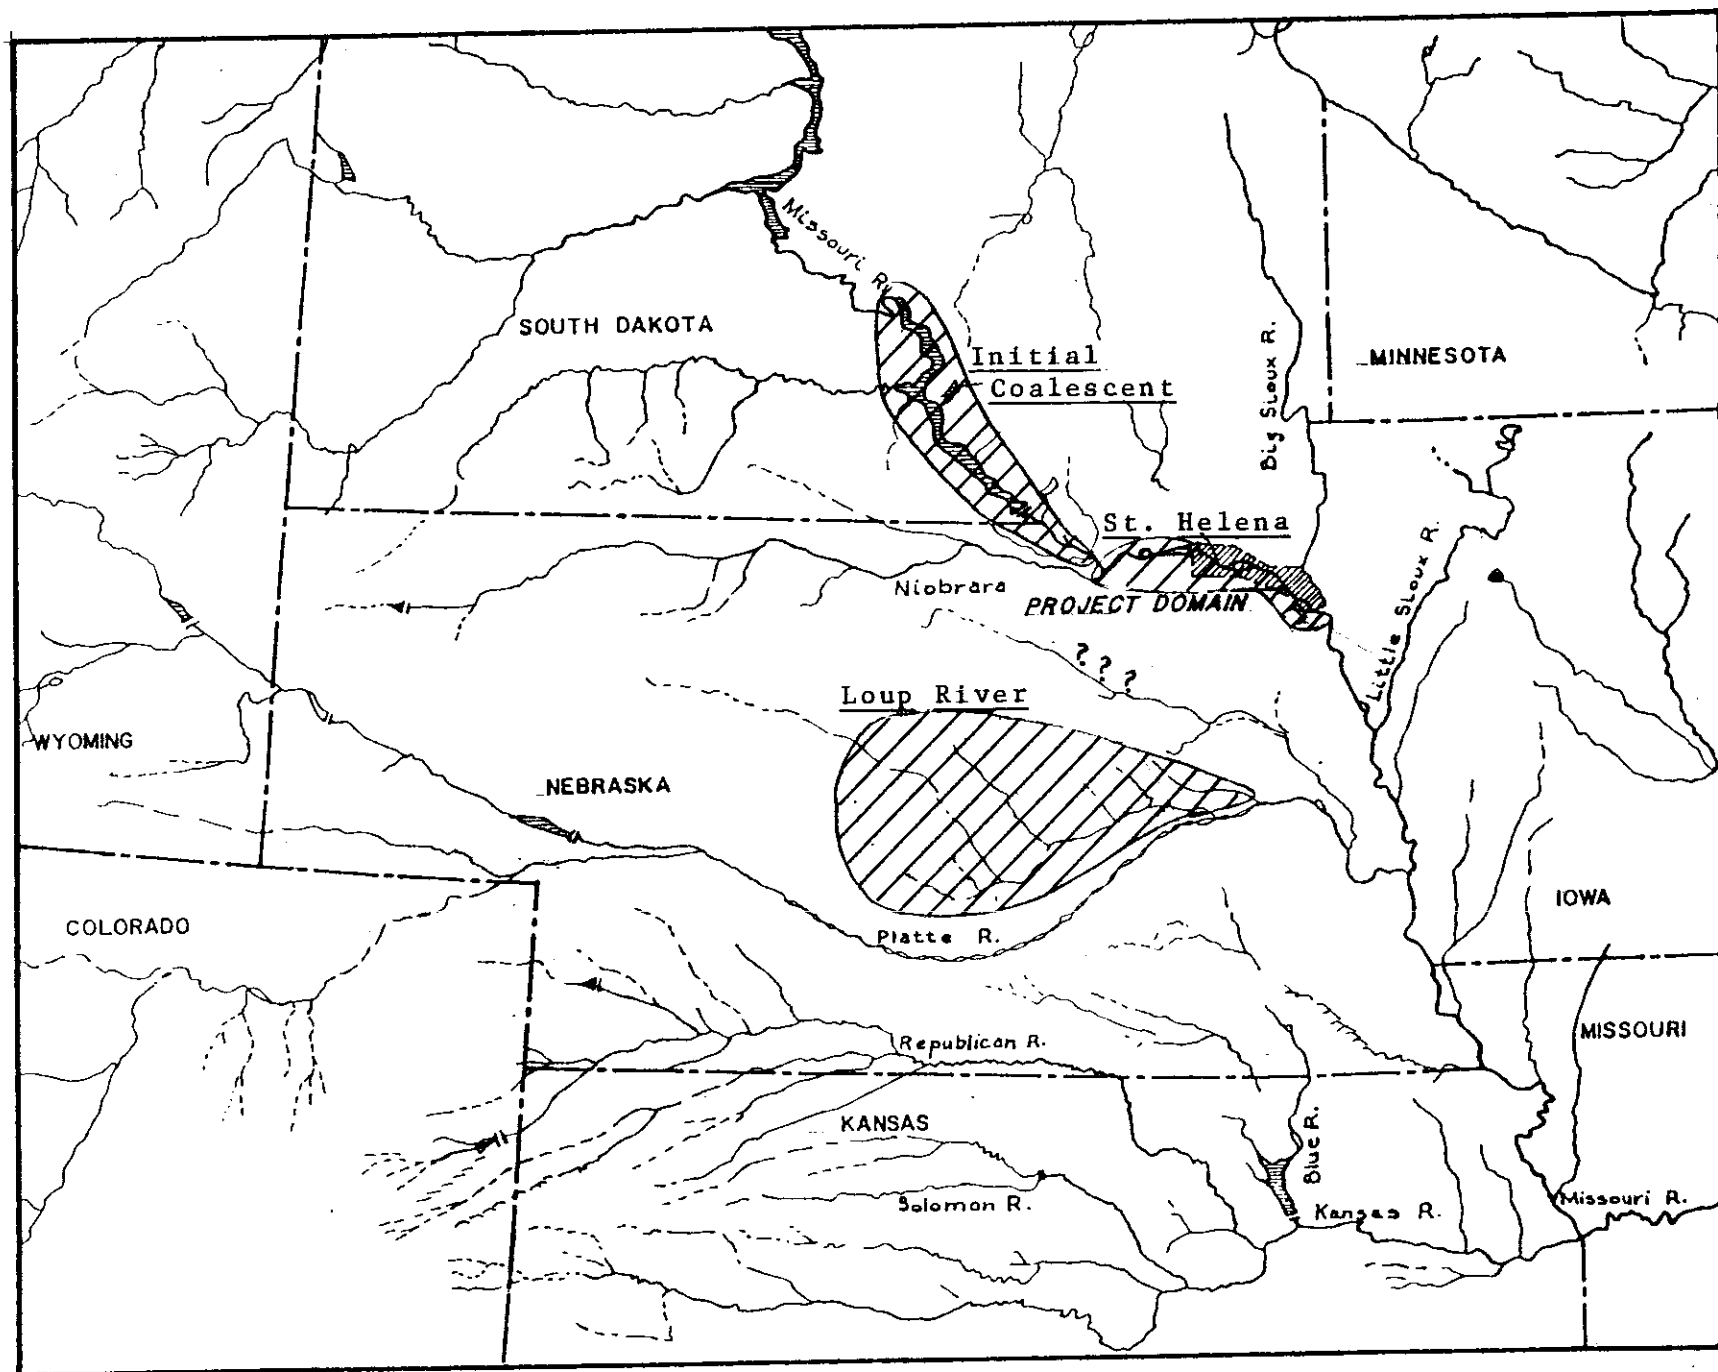 Missouri R.
SOUTH DAKOTA
Initial
Coalescent
Big Sioux R.
MINNESOTA
St. Helena
Niobrara
PROJECT DOMAIN
Little Sioux R.
? ? ?
Loup River
WYOMING
NEBRASKA
IOWA
COLORADO
Platte R.
MISSOURI
Republican R.
KANSAS
Blue R.
Solomon R.
Kansas R.
Missouri R.